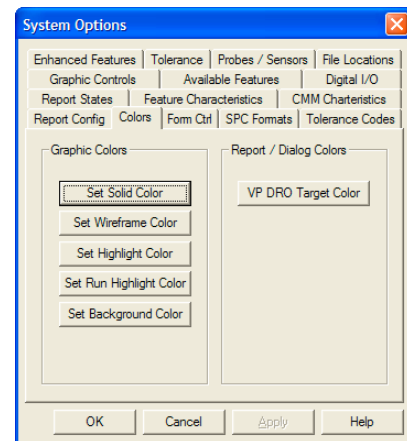 System Options
Enhanced Features Tolerance Probes / Sensors File Locations
Graphic Controls Available Features Digital I/O
Report States Feature Characteristics CMM Charteristics
Report Config Colors Form Ctrl SPC Formats Tolerance Codes
Graphic Colors Report / Dialog Colors
Set Solid Color VP DRO Target Color
Set Wireframe Color
Set Highlight Color
Set Run Highlight Color
Set Background Color
OK Cancel Apply Help